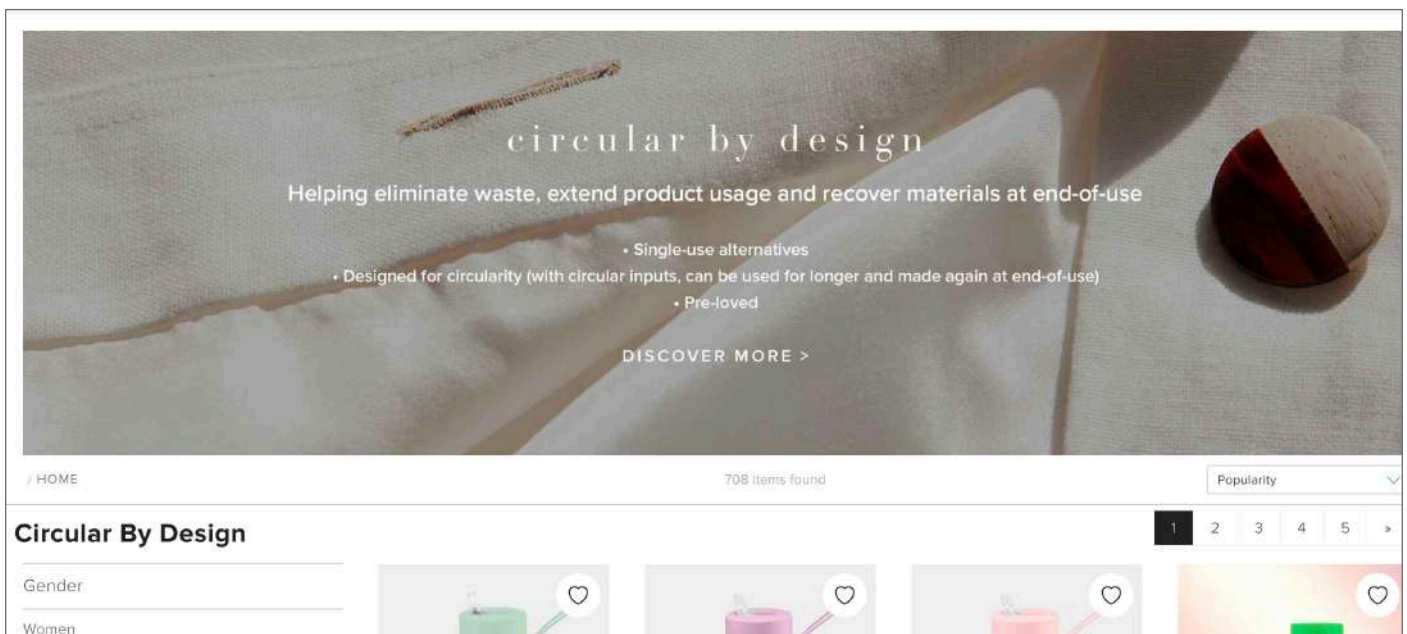 circular by design
Helping eliminate waste, extend product usage and recover materials at end-of-use
• Single-use alternatives
• Designed for circularity (with circular inputs, can be used for longer and made again at end-of-use)
• Pre-loved
DISCOVER MORE >
/ HOME
708 items found
Popularity
Circular By Design
1 2 3 4 5 »
Gender
Women